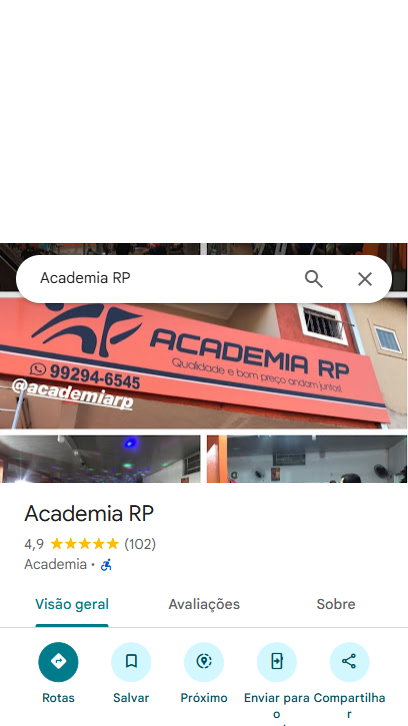 Academia RP
ACADEMIA RP
Qualidade e bom preço andam juntos!
99294-6545
@academiarp
Academia RP
4,9 (102)
Academia ·
Visão geral Avaliações Sobre
Rotas Salvar Próximo Enviar para o Compartilhar